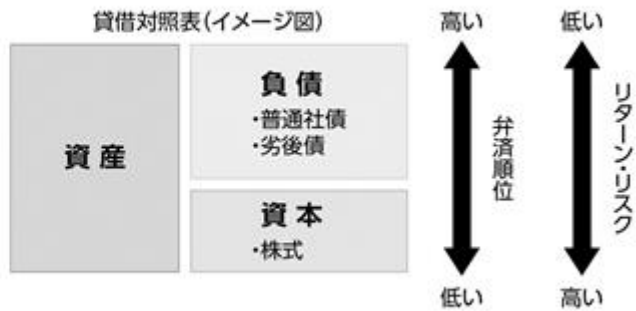 貸借対照表(イメージ図)
資産
負債
・普通社債
・劣後債
資本
・株式
高い
弁済順位
低い
低い
リターン・リスク
高い